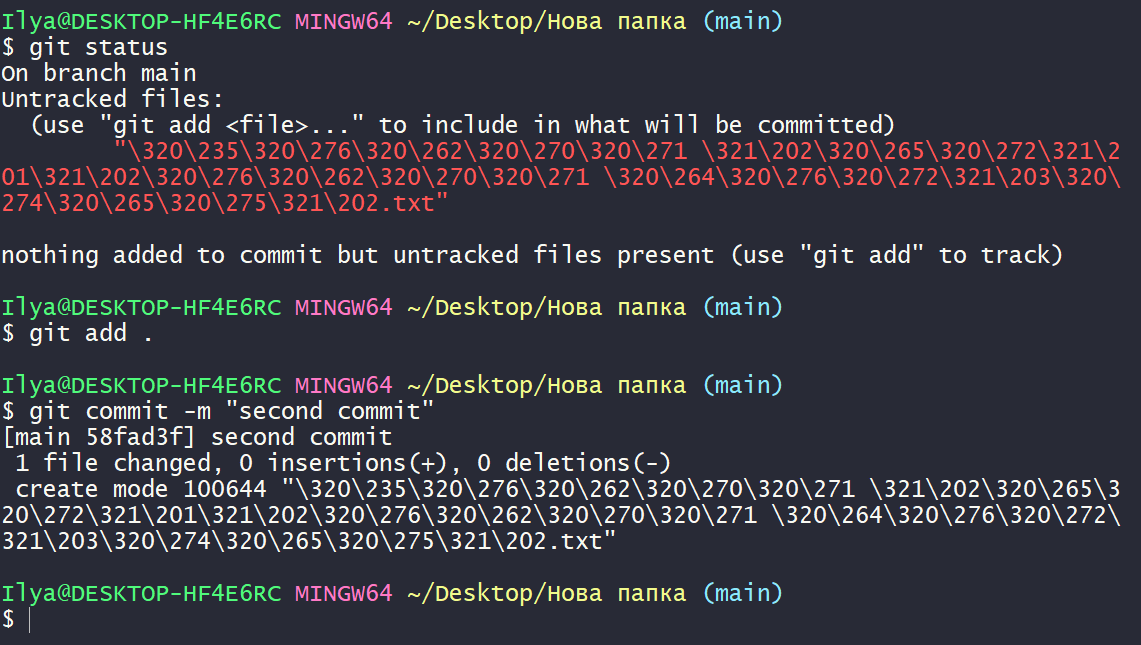 Ilya@DESKTOP-HF4E6RC MINGW64 ~/Desktop/Нова папка (main)
$ git status
On branch main
Untracked files:
  (use "git add <file>..." to include in what will be committed)
        "\320\235\320\276\320\262\320\270\320\271 \321\202\320\265\320\272\321\2
01\321\202\320\276\320\262\320\270\320\271 \320\264\320\276\320\272\321\203\320\
274\320\265\320\275\321\202.txt"

nothing added to commit but untracked files present (use "git add" to track)

Ilya@DESKTOP-HF4E6RC MINGW64 ~/Desktop/Нова папка (main)
$ git add .

Ilya@DESKTOP-HF4E6RC MINGW64 ~/Desktop/Нова папка (main)
$ git commit -m "second commit"
[main 58fad3f] second commit
 1 file changed, 0 insertions(+), 0 deletions(-)
 create mode 100644 "\320\235\320\276\320\262\320\270\320\271 \321\202\320\265\3
20\272\321\201\321\202\320\276\320\262\320\270\320\271 \320\264\320\276\320\272\
321\203\320\274\320\265\320\275\321\202.txt"

Ilya@DESKTOP-HF4E6RC MINGW64 ~/Desktop/Нова папка (main)
$